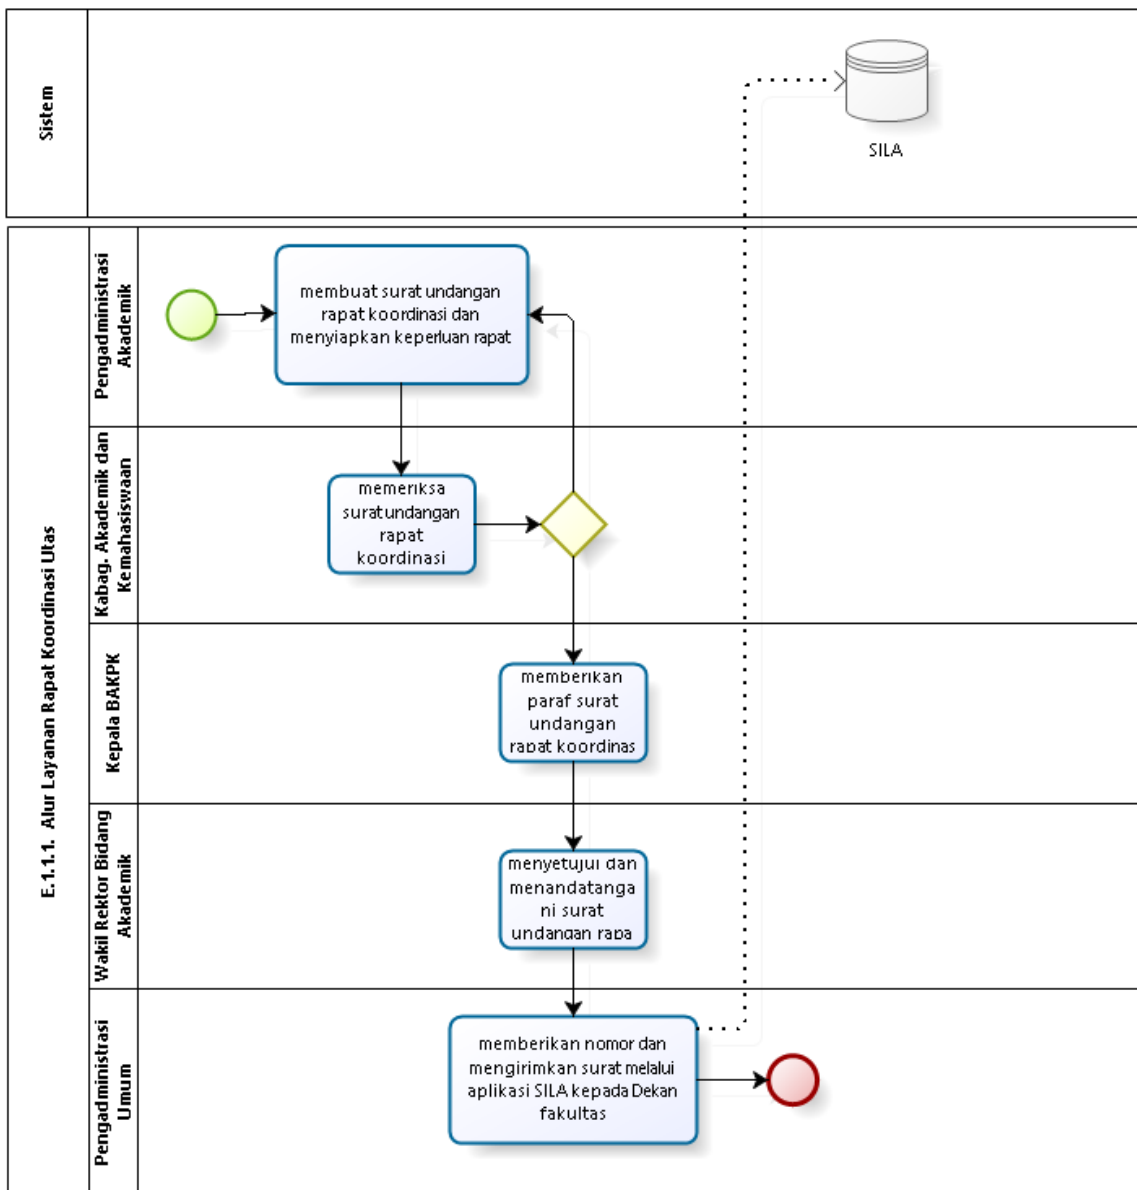 Sistem
SILA
E.1.1.1. Alur Layanan Rapat Koordinasi Utas
Pengadministrasi
Akademik
membuat surat undangan
rapat koordinasi dan
menyiapkan keperluan rapat
Kabag. Akademik dan
Kemahasiswaan
memeriksa
surat undangan
rapat
koordinasi
Kepala BAKPK
memberikan
paraf surat
undangan
rapat koordinas
Wakil Rektor Bidang
Akademik
menyetujui dan
menandatanga
ni surat
undangan rapa
Pengadministrasi
Umum
memberikan nomor dan
mengirimkan surat melalui
aplikasi SILA kepada Dekan
fakultas